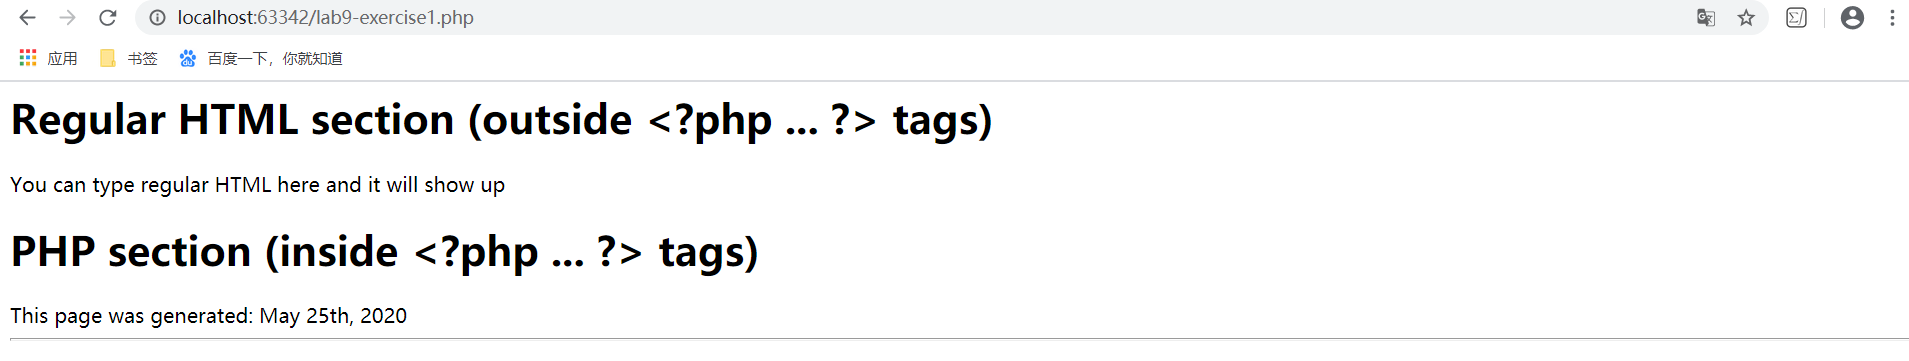 localhost:63342/lab9-exercise1.php
应用 书签 百度一下，你就知道
Regular HTML section (outside <?php ... ?> tags)
You can type regular HTML here and it will show up
PHP section (inside <?php ... ?> tags)
This page was generated: May 25th, 2020